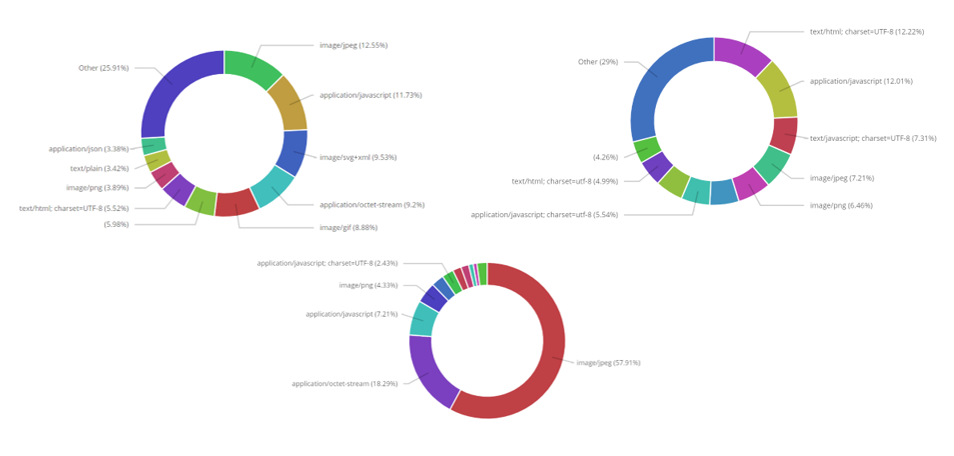 image/jpeg (12.55%)
application/javascript (11.73%)
image/svg+xml (9.53%)
application/octet-stream (9.2%)
image/gif (8.88%)
(5.98%)
text/html; charset=UTF-8 (5.52%)
image/png (3.89%)
text/plain (3.42%)
application/json (3.38%)
Other (25.91%)
text/html; charset=UTF-8 (12.22%)
application/javascript (12.01%)
text/javascript; charset=UTF-8 (7.31%)
image/jpeg (7.21%)
image/png (6.46%)
application/javascript; charset=utf-8 (5.54%)
text/html; charset=utf-8 (4.99%)
(4.26%)
Other (29%)
application/javascript; charset=UTF-8 (2.43%)
image/png (4.33%)
application/javascript (7.21%)
application/octet-stream (18.29%)
image/jpeg (57.91%)